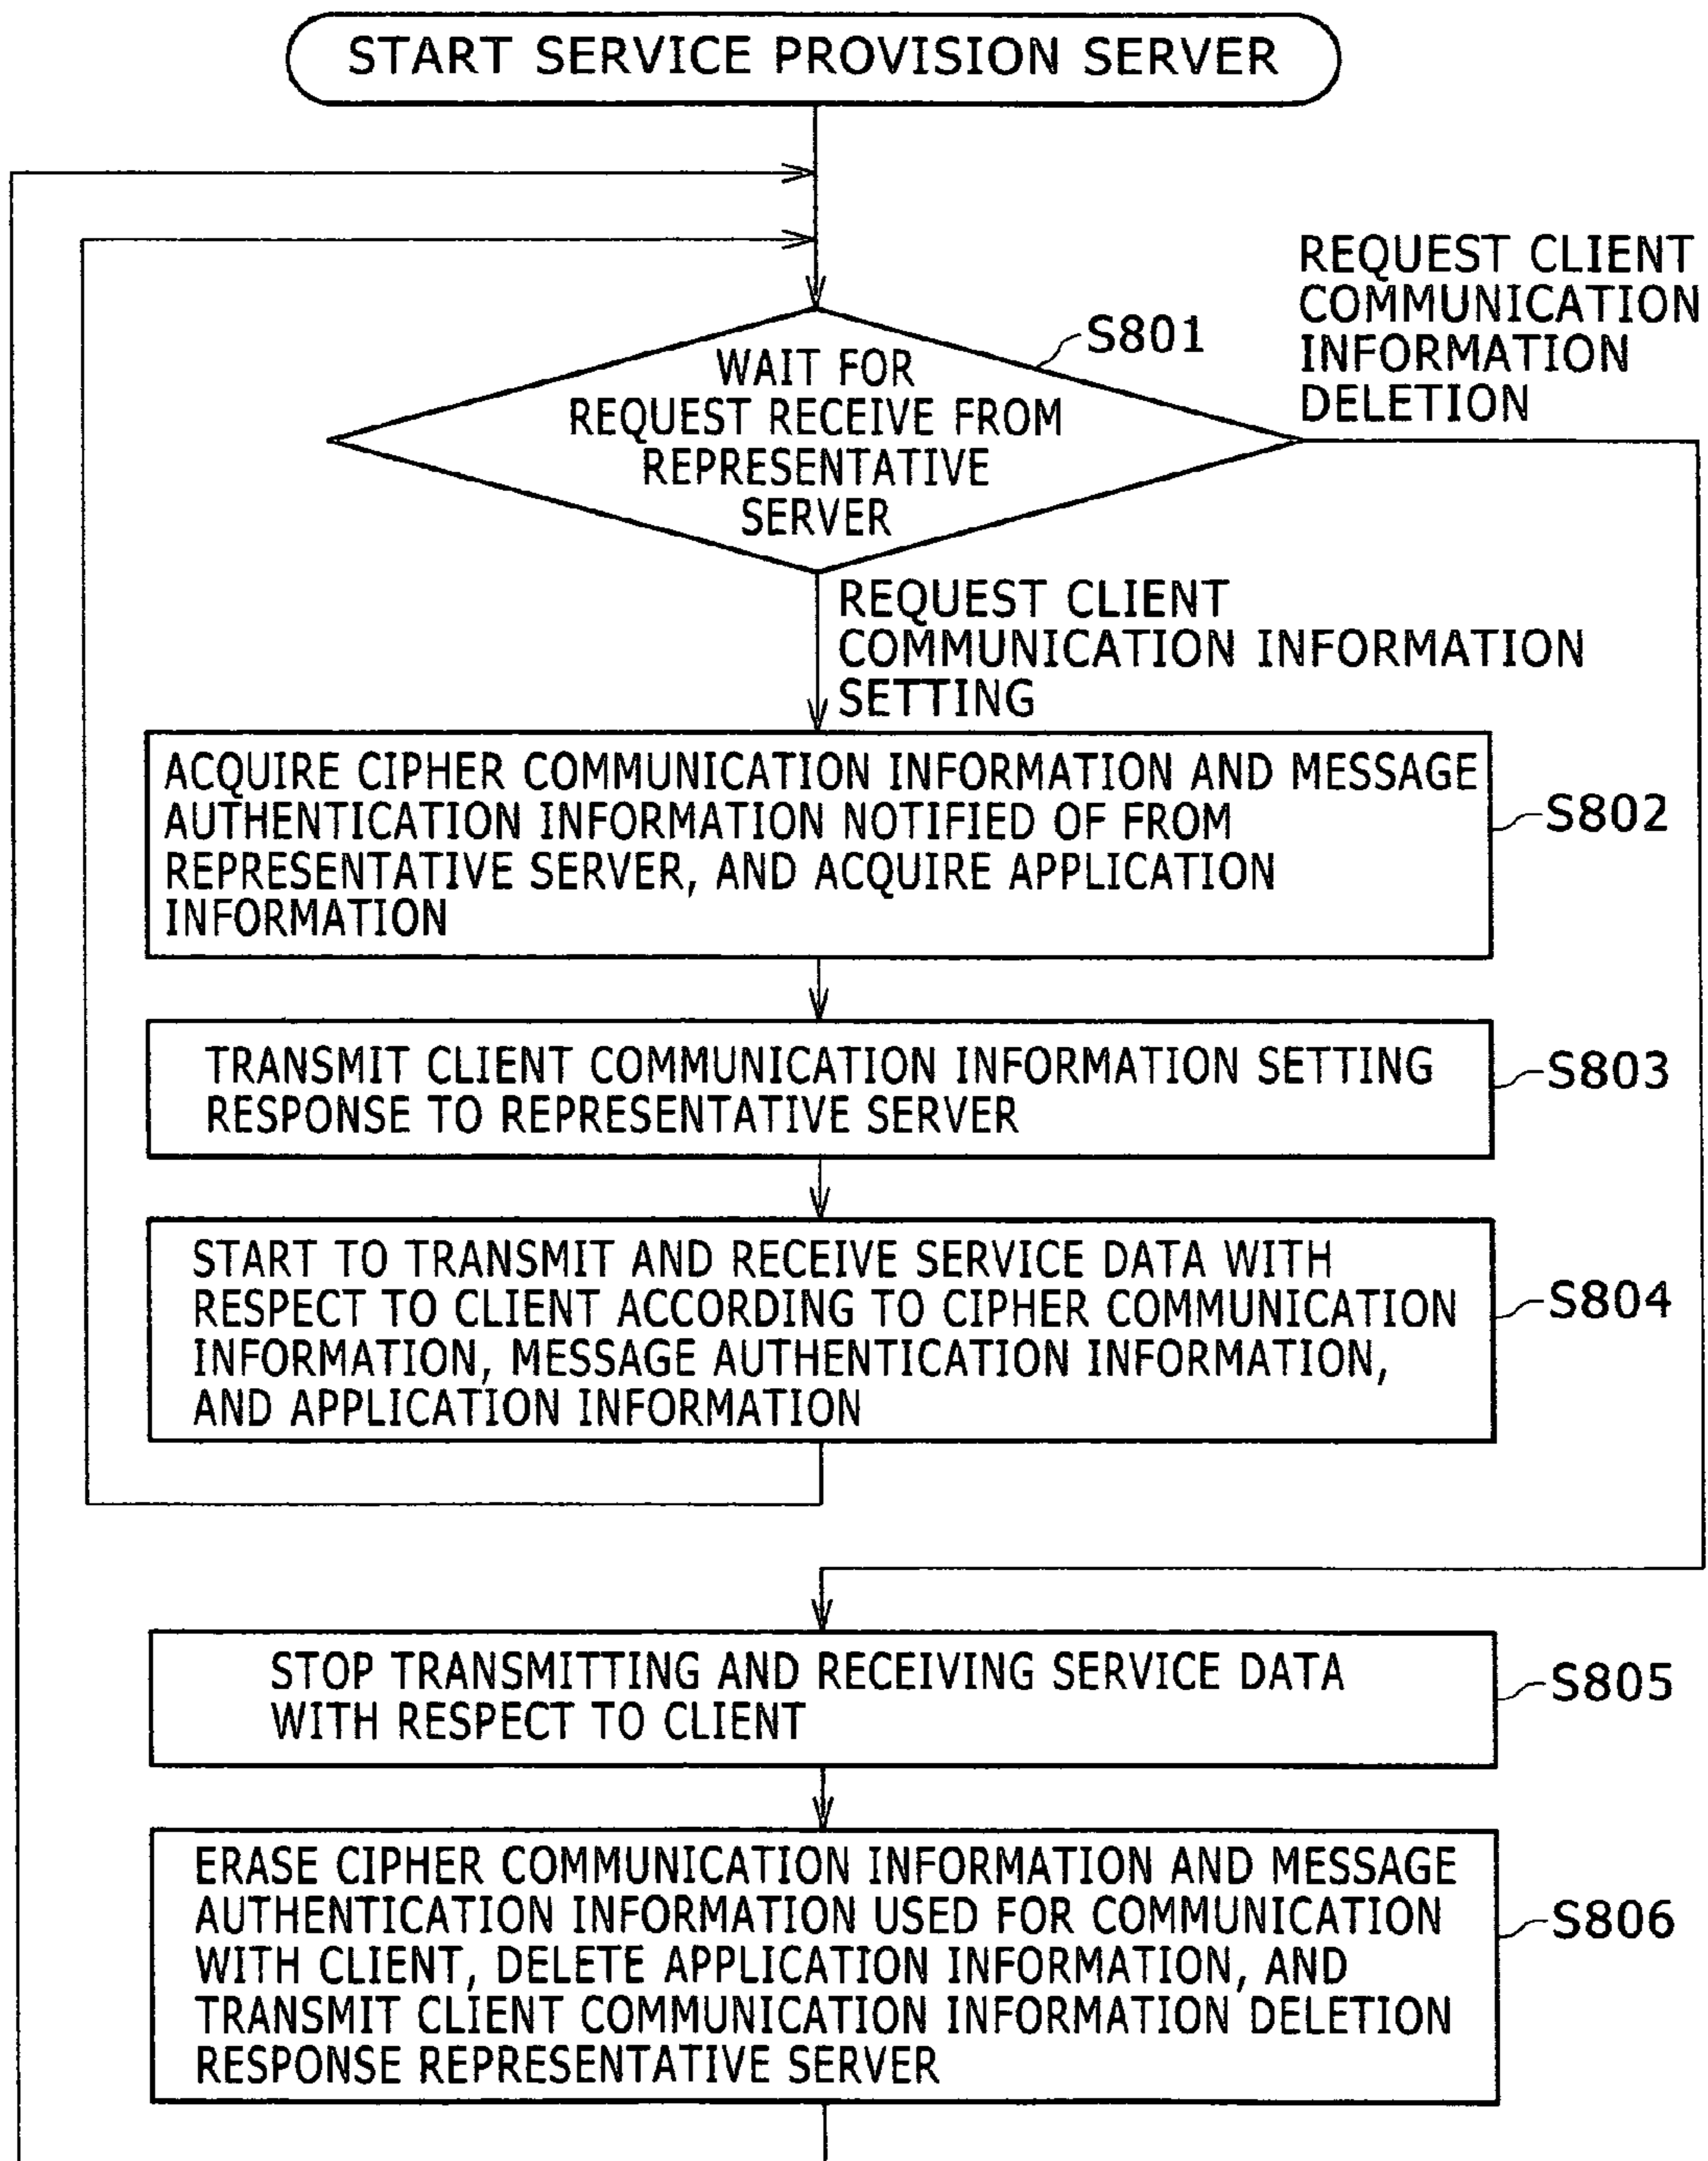 START SERVICE PROVISION SERVER
REQUEST CLIENT
COMMUNICATION
INFORMATION
DELETION
S801
WAIT FOR
REQUEST RECEIVE FROM
REPRESENTATIVE
SERVER
REQUEST CLIENT
COMMUNICATION INFORMATION
SETTING
ACQUIRE CIPHER COMMUNICATION INFORMATION AND MESSAGE
AUTHENTICATION INFORMATION NOTIFIED OF FROM
REPRESENTATIVE SERVER, AND ACQUIRE APPLICATION
INFORMATION
S802
TRANSMIT CLIENT COMMUNICATION INFORMATION SETTING
RESPONSE TO REPRESENTATIVE SERVER
S803
START TO TRANSMIT AND RECEIVE SERVICE DATA WITH
RESPECT TO CLIENT ACCORDING TO CIPHER COMMUNICATION
INFORMATION, MESSAGE AUTHENTICATION INFORMATION,
AND APPLICATION INFORMATION
S804
STOP TRANSMITTING AND RECEIVING SERVICE DATA
WITH RESPECT TO CLIENT
S805
ERASE CIPHER COMMUNICATION INFORMATION AND MESSAGE
AUTHENTICATION INFORMATION USED FOR COMMUNICATION
WITH CLIENT, DELETE APPLICATION INFORMATION, AND
TRANSMIT CLIENT COMMUNICATION INFORMATION DELETION
RESPONSE REPRESENTATIVE SERVER
S806